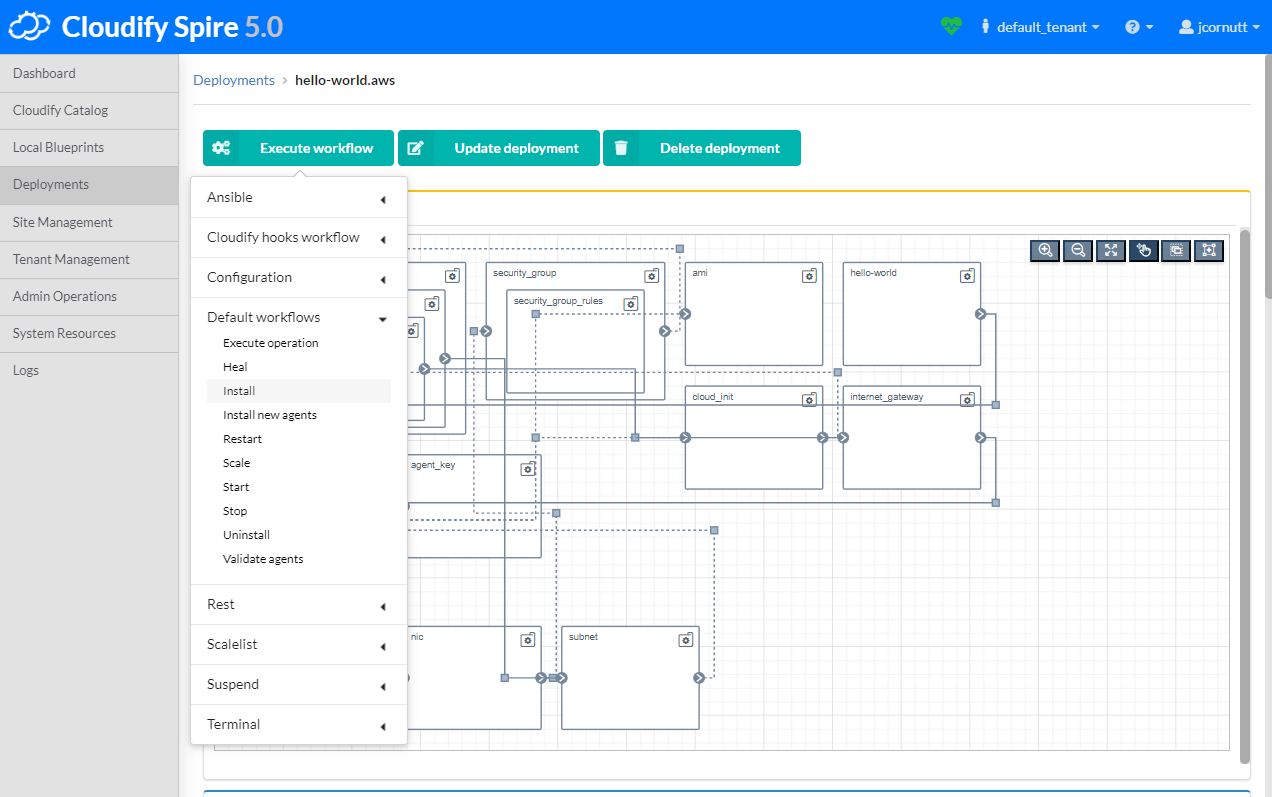 Cloudify Spire 5.0
default_tenant
jcornutt
Dashboard
Cloudify Catalog
Local Blueprints
Deployments
Site Management
Tenant Management
Admin Operations
System Resources
Logs
Deployments > hello-world.aws
Execute workflow
Update deployment
Delete deployment
Ansible
Cloudify hooks workflow
Configuration
Default workflows
Execute operation
Heal
Install
Install new agents
Restart
Scale
Start
Stop
Uninstall
Validate agents
Rest
Scalelist
Suspend
Terminal
security_group
security_group_rules
ami
hello-world
cloud_init
internet_gateway
agent_key
nic
subnet